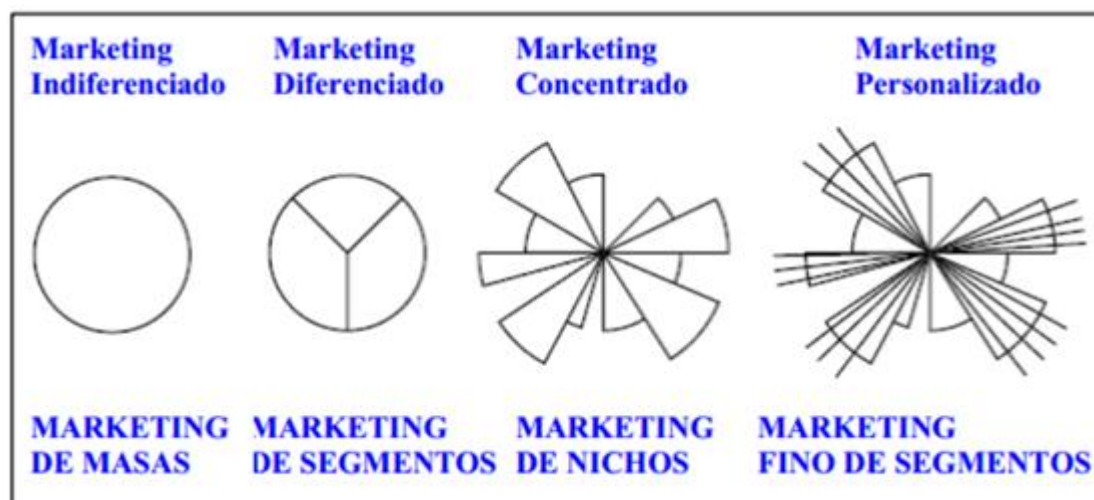 Marketing
Indiferenciado
Marketing
Diferenciado
Marketing
Concentrado
Marketing
Personalizado
MARKETING
DE MASAS
MARKETING
DE SEGMENTOS
MARKETING
DE NICHOS
MARKETING
FINO DE SEGMENTOS